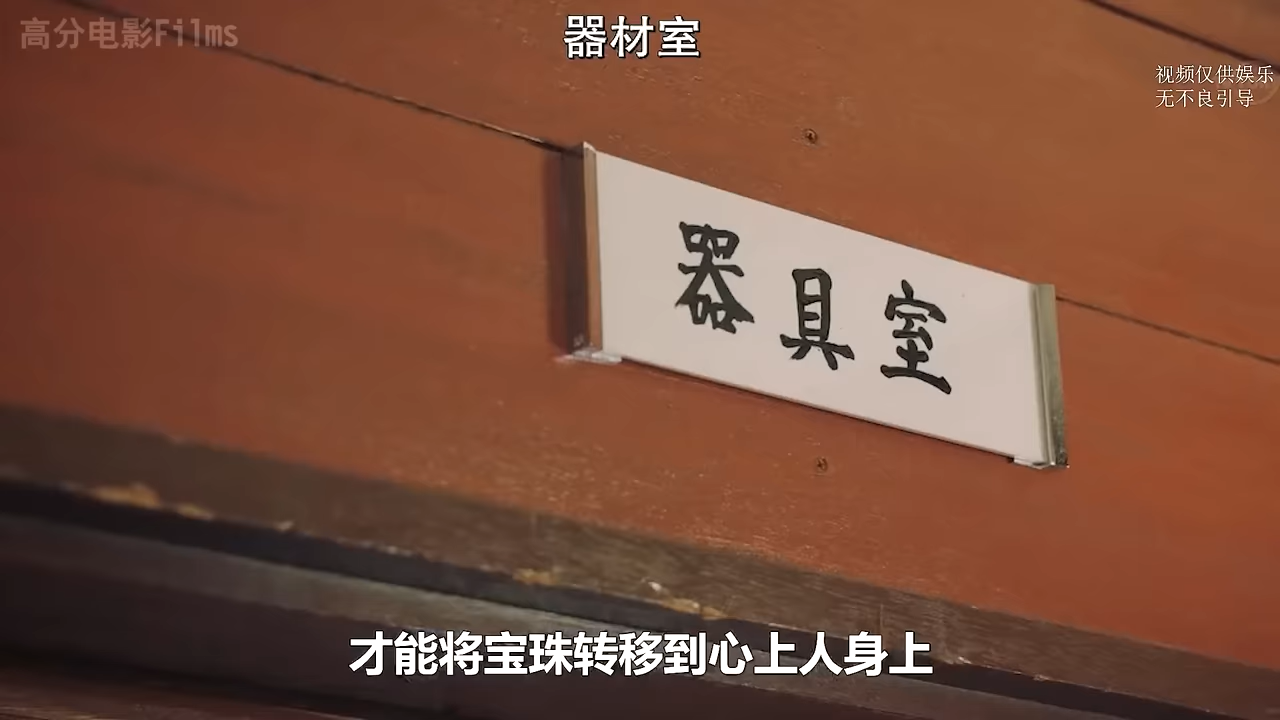 高分电影Films
器材室
视频仅供娱乐
无不良引导
器具室
才能将宝珠转移到心上人身上